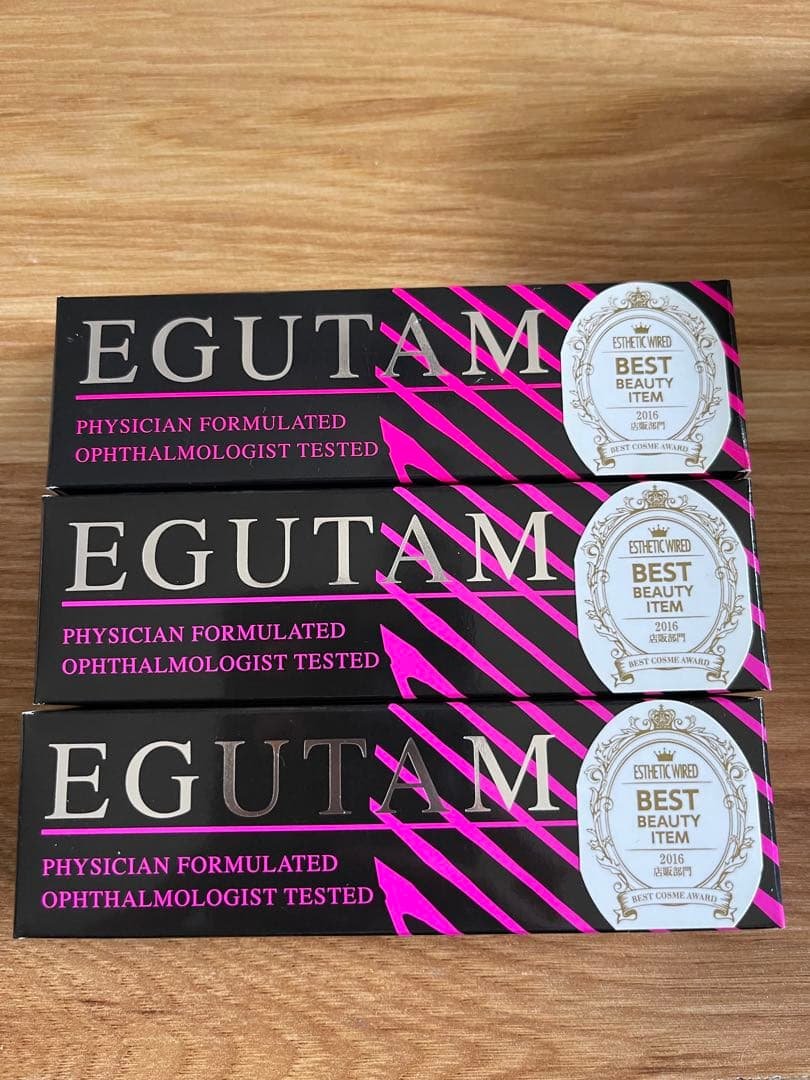 EGUTAM
PHYSICIAN FORMULATED
OPHTHALMOLOGIST TESTED
ESTHETIC WIRED
BEST
BEAUTY
ITEM
2016
店販部門
BEST COSME AWARD
EGUTAM
PHYSICIAN FORMULATED
OPHTHALMOLOGIST TESTED
ESTHETIC WIRED
BEST
BEAUTY
ITEM
2016
店販部門
BEST COSME AWARD
EGUTAM
PHYSICIAN FORMULATED
OPHTHALMOLOGIST TESTED
ESTHETIC WIRED
BEST
BEAUTY
ITEM
2016
店販部門
BEST COSME AWARD